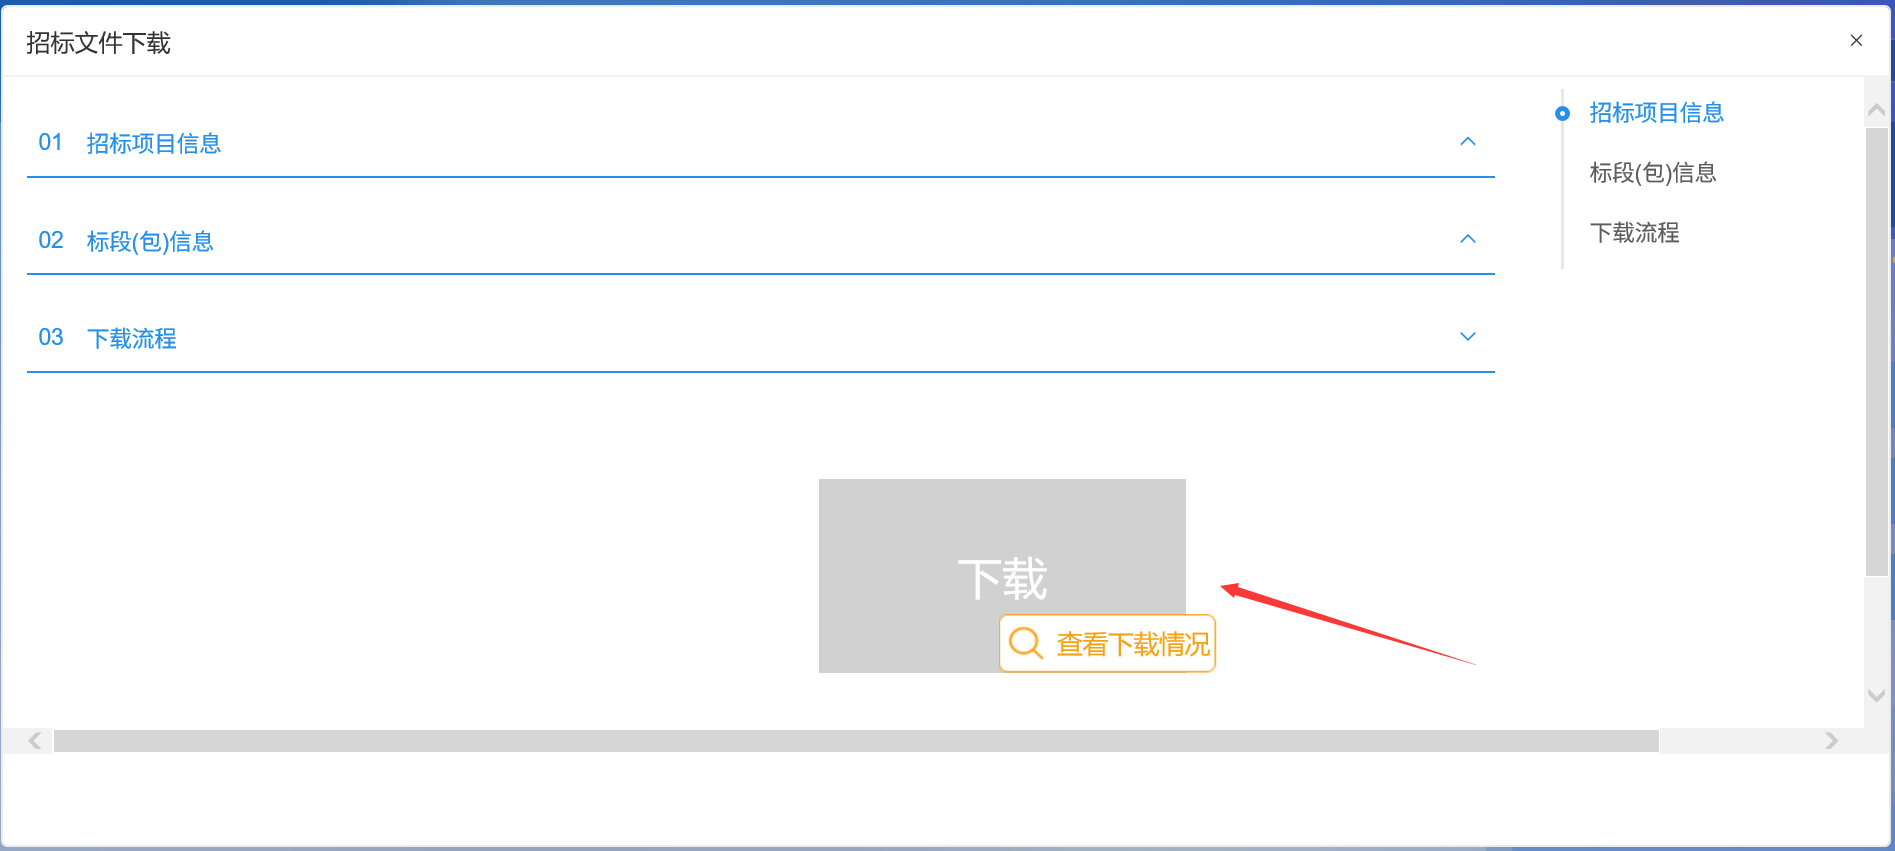 招标文件下载
01 招标项目信息
02 标段(包)信息
03 下载流程
下载
查看下载情况
招标项目信息
标段(包)信息
下载流程